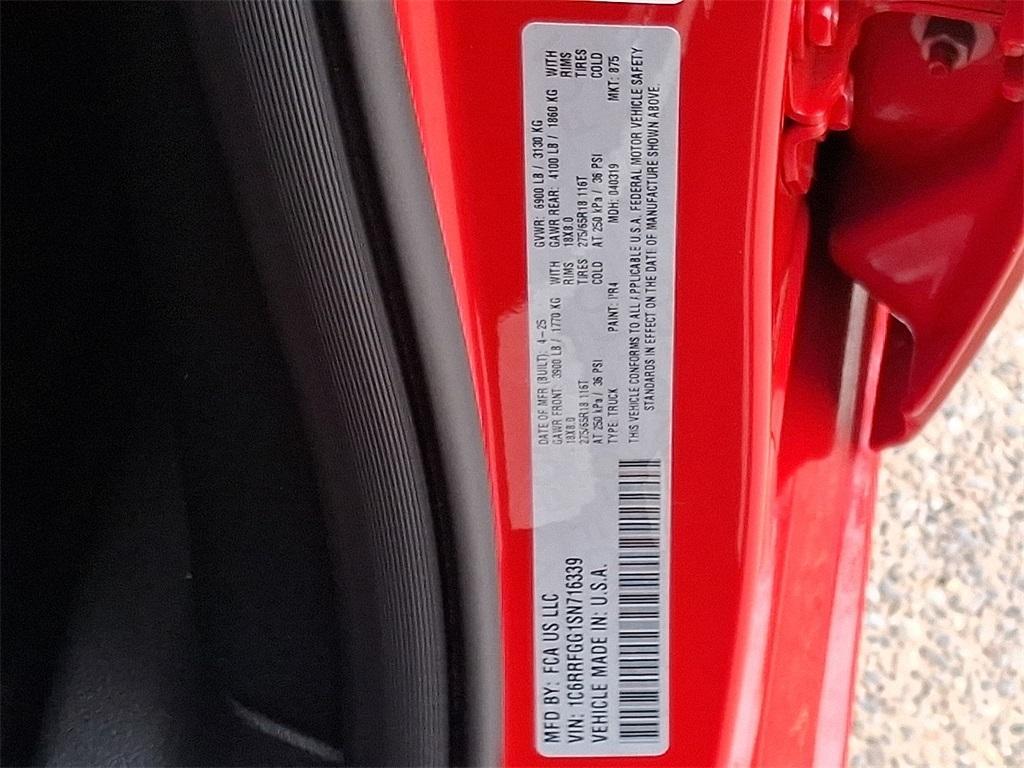 MFD BY: FCA US LLC
VIN: 1C6RRFGG1SN716339
VEHICLE MADE IN: U.S.A.
DATE OF MFR (BUILT): 4-25 GVWR: 6900 LB / 3130 KG
GAWR FRONT: 3900 LB / 1770 KG WITH GAWR REAR: 4100 LB / 1860 KG WITH
18X8.0 RIMS 18X8.0 RIMS
275/65R18 116T TIRES 275/65R18 116T TIRES
AT 250 kPa / 36 PSI COLD AT 250 kPa / 36 PSI COLD
TYPE: TRUCK PAINT: PR4 MDH: 040319 MKT: 875
THIS VEHICLE CONFORMS TO ALL APPLICABLE U.S.A. FEDERAL MOTOR VEHICLE SAFETY
STANDARDS IN EFFECT ON THE DATE OF MANUFACTURE SHOWN ABOVE.